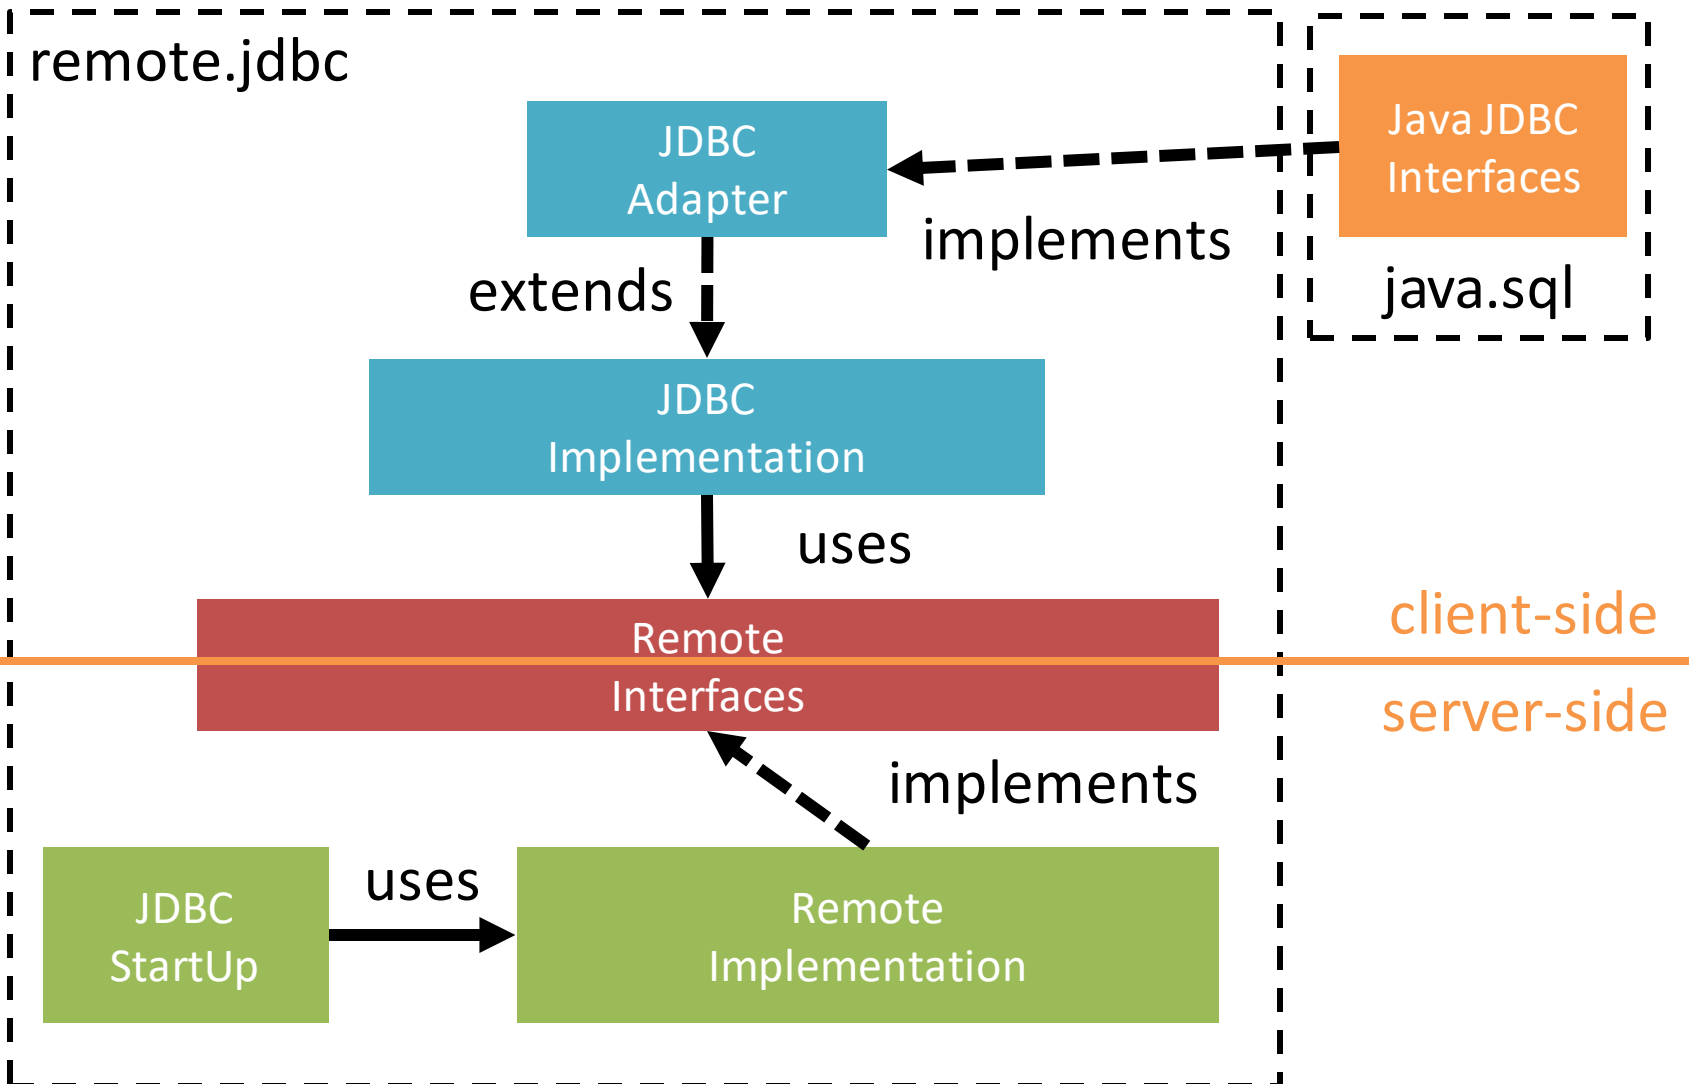 remote.jdbc
JDBC
Adapter
Java JDBC
Interfaces
implements
java.sql
extends
JDBC
Implementation
uses
client-side
Remote
Interfaces
server-side
implements
uses
JDBC
StartUp
Remote
Implementation